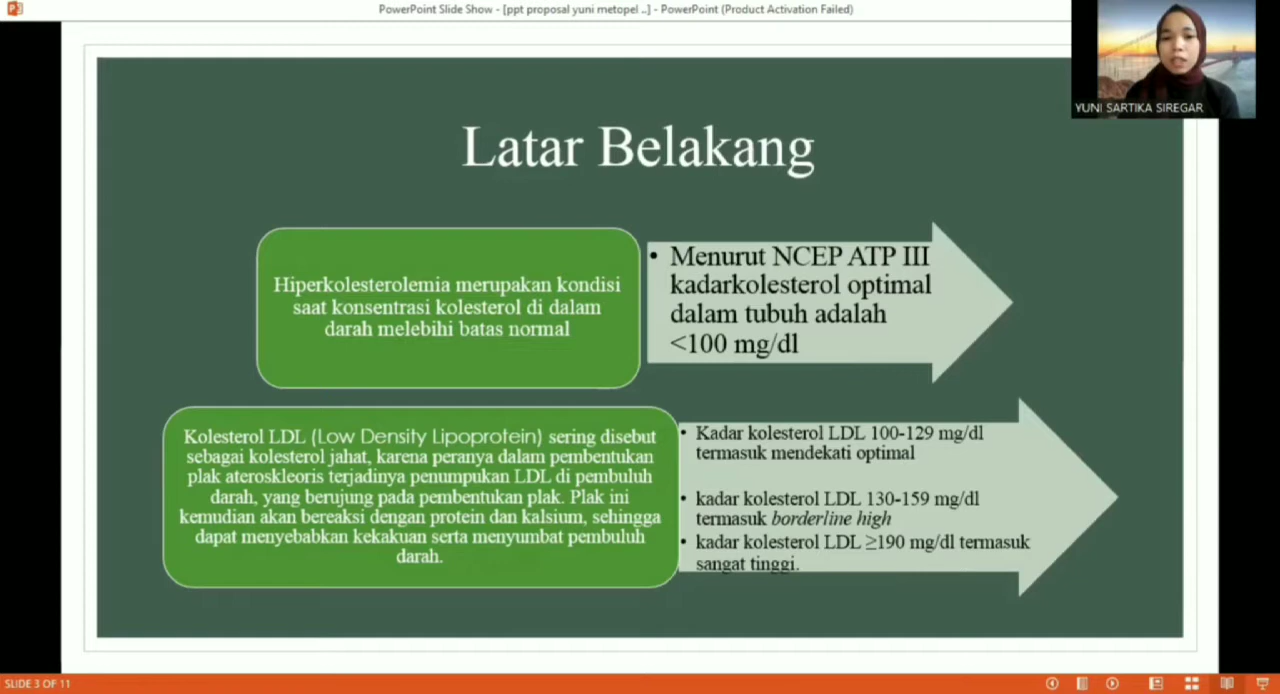 PowerPoint Slide Show - [ppt proposal yuni metopel ..] - PowerPoint (Product Activation Failed)
YUNI SARTIKA SIREGAR
Latar Belakang
Hiperkolesterolemia merupakan kondisi
saat konsentrasi kolesterol di dalam
darah melebihi batas normal
• Menurut NCEP ATP III
kadarkolesterol optimal
dalam tubuh adalah
<100 mg/dl
Kolesterol LDL (Low Density Lipoprotein) sering disebut
sebagai kolesterol jahat, karena peranya dalam pembentukan
plak ateroskleoris terjadinya penumpukan LDL di pembuluh
darah, yang berujung pada pembentukan plak. Plak ini
kemudian akan bereaksi dengan protein dan kalsium, sehingga
dapat menyebabkan kekakuan serta menyumbat pembuluh
darah.
• Kadar kolesterol LDL 100-129 mg/dl
termasuk mendekati optimal
• kadar kolesterol LDL 130-159 mg/dl
termasuk borderline high
• kadar kolesterol LDL ≥190 mg/dl termasuk
sangat tinggi.
SLIDE 3 OF 11